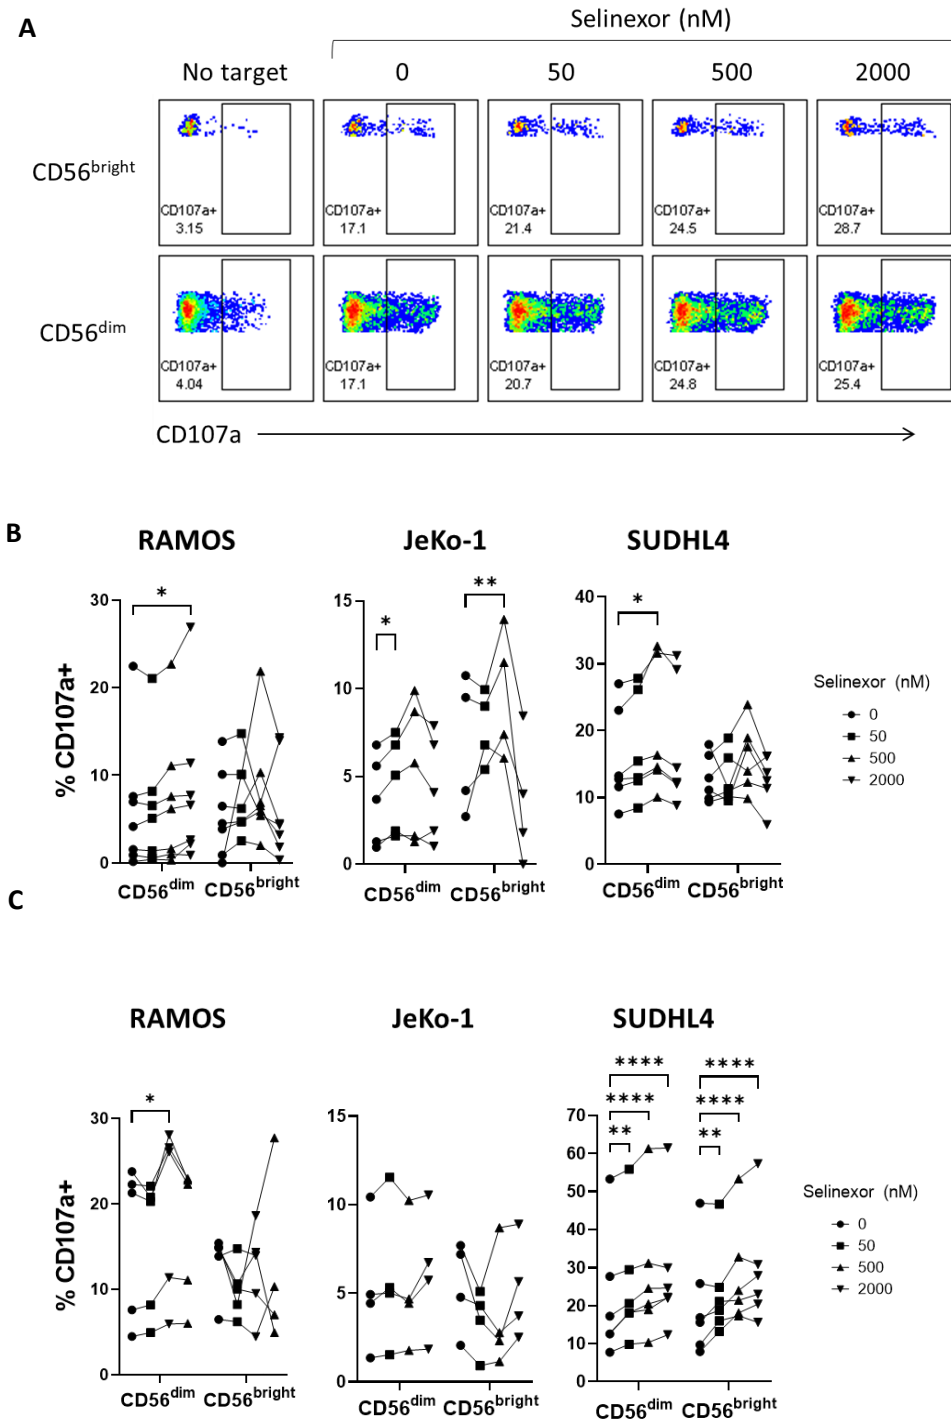 A
Selinexor (nM)
No target 0 50 500 2000
CD56bright
CD107a+ CD107a+ CD107a+ CD107a+ CD107a+
3.15 17.1 21.4 24.5 28.7
CD56dim
CD107a+ CD107a+ CD107a+ CD107a+ CD107a+
4.04 17.1 20.7 24.8 25.4
CD107a
B
RAMOS JeKo-1 SUDHL4
% CD107a+
30
20
10
0
*
CD56dim CD56bright
15
10
5
0
*
**
CD56dim CD56bright
40
30
20
10
0
*
CD56dim CD56bright
Selinexor (nM)
0
50
500
2000
C
RAMOS JeKo-1 SUDHL4
% CD107a+
30
20
10
0
*
CD56dim CD56bright
15
10
5
0
CD56dim CD56bright
70
60
50
40
30
20
10
0
**** ****
**** ****
** **
CD56dim CD56bright
Selinexor (nM)
0
50
500
2000